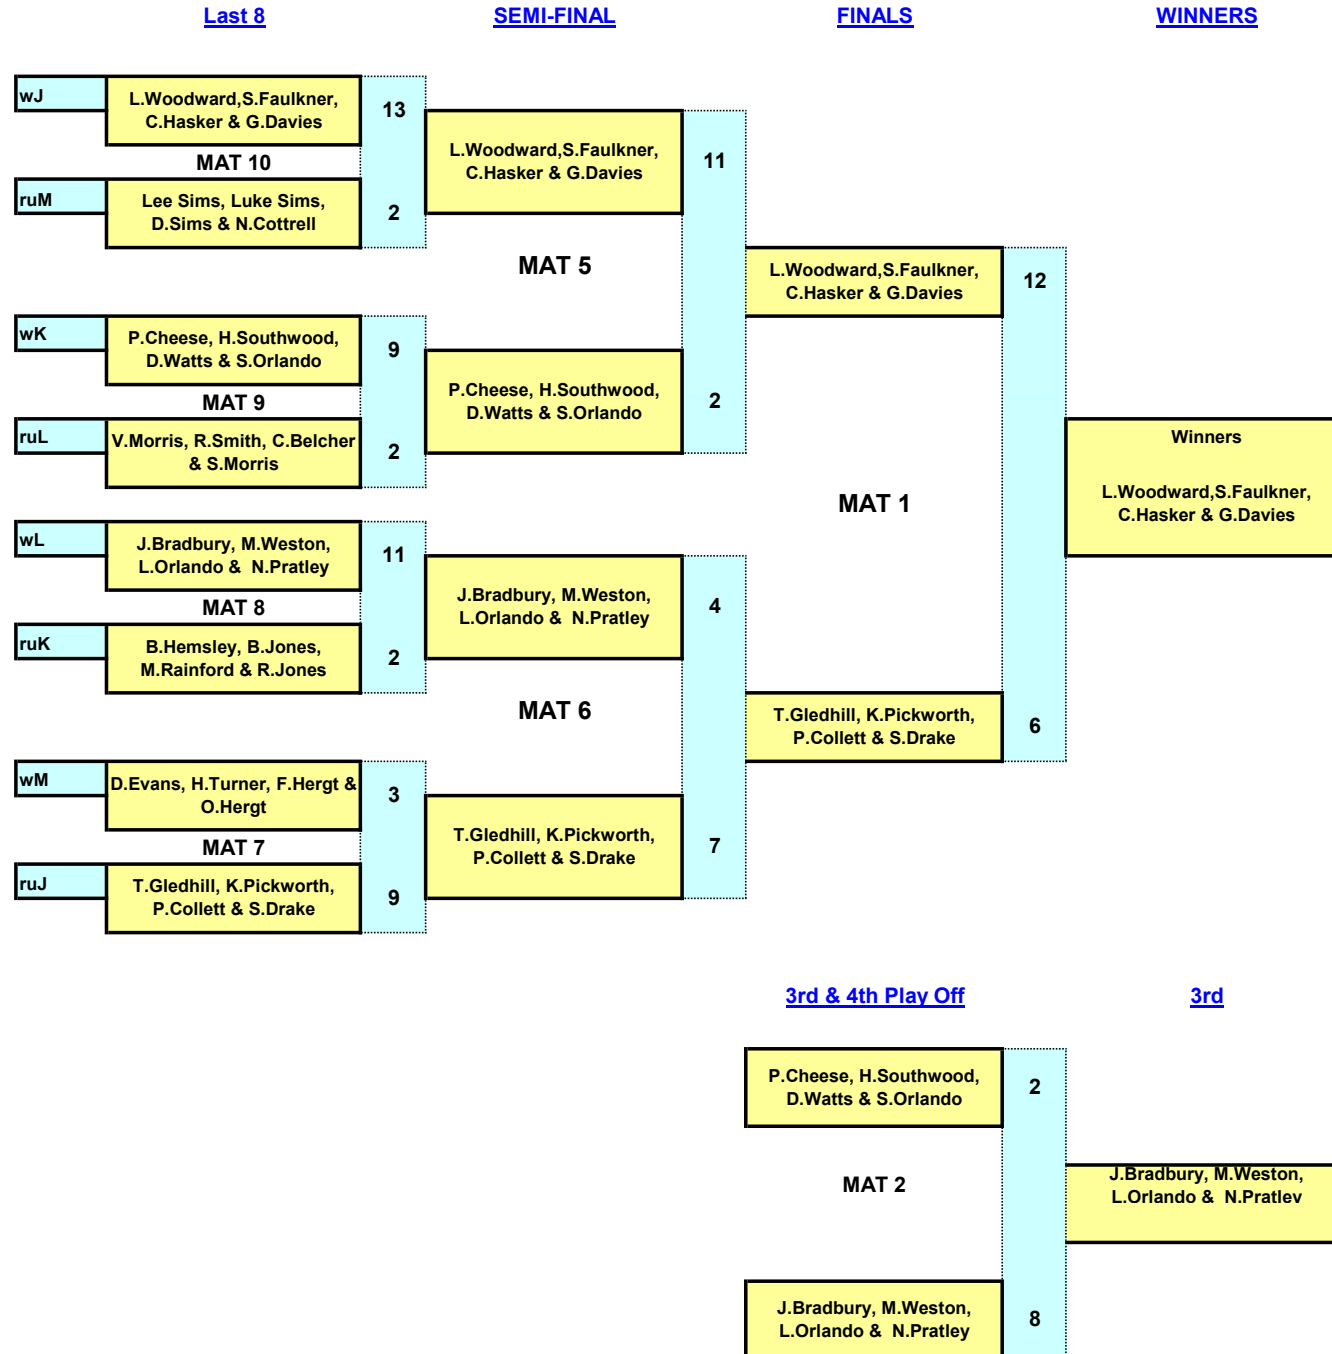 Last 8
SEMI-FINAL
FINALS
WINNERS
wJ
L.Woodward,S.Faulkner,
C.Hasker & G.Davies
13
MAT 10
ruM
Lee Sims, Luke Sims,
D.Sims & N.Cottrell
2
L.Woodward,S.Faulkner,
C.Hasker & G.Davies
11
MAT 5
wK
P.Cheese, H.Southwood,
D.Watts & S.Orlando
9
MAT 9
ruL
V.Morris, R.Smith, C.Belcher
& S.Morris
2
P.Cheese, H.Southwood,
D.Watts & S.Orlando
2
L.Woodward,S.Faulkner,
C.Hasker & G.Davies
12
MAT 1
Winners
L.Woodward,S.Faulkner,
C.Hasker & G.Davies
wL
J.Bradbury, M.Weston,
L.Orlando & N.Pratley
11
MAT 8
ruK
B.Hemsley, B.Jones,
M.Rainford & R.Jones
2
J.Bradbury, M.Weston,
L.Orlando & N.Pratley
4
MAT 6
T.Gledhill, K.Pickworth,
P.Collett & S.Drake
6
wM
D.Evans, H.Turner, F.Hergt &
O.Hergt
3
MAT 7
ruJ
T.Gledhill, K.Pickworth,
P.Collett & S.Drake
9
T.Gledhill, K.Pickworth,
P.Collett & S.Drake
7
3rd & 4th Play Off
3rd
P.Cheese, H.Southwood,
D.Watts & S.Orlando
2
MAT 2
J.Bradbury, M.Weston,
L.Orlando & N.Pratley
J.Bradbury, M.Weston,
L.Orlando & N.Pratley
8